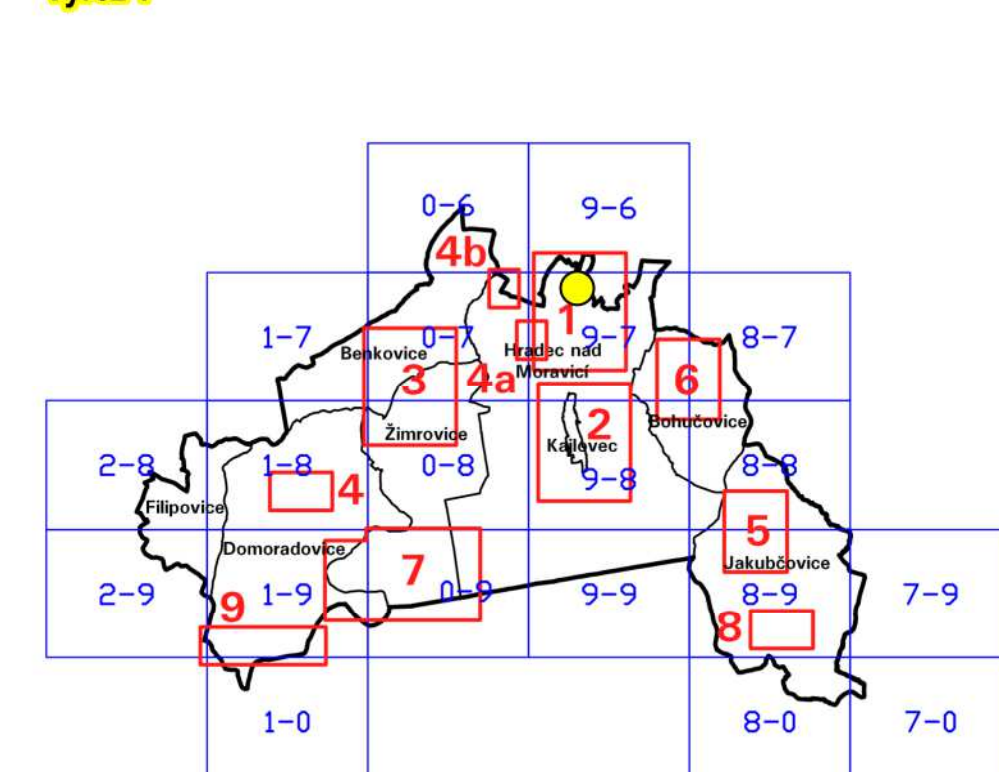 0-6 9-6
4b
1-7 0-7 1 9-7 8-7
Benkovice
Hradec nad
Moravicí
3 4a 6
Bohučovice
Žimrovice
2
Kajlovec
2-8 1-8 0-8 9-8 8-8
4
Filipovice
5
Domoradovice
Jakubčovice
7
2-9 1-9 0-9 9-9 8-9 7-9
9 8
1-0 8-0 7-0